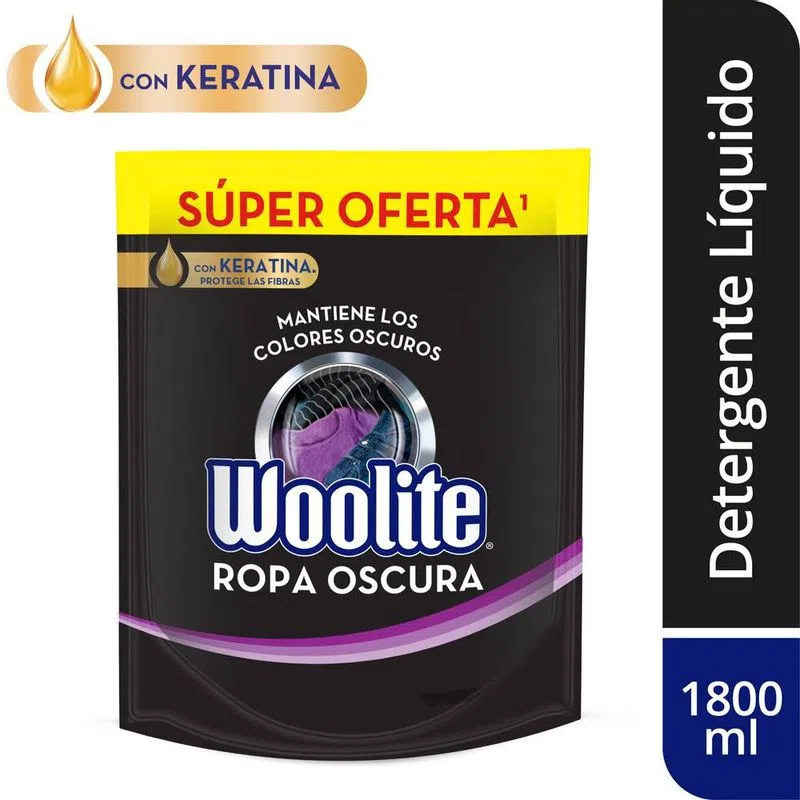 CON KERATINA
SÚPER OFERTA¹
CON KERATINA.
PROTEGE LAS FIBRAS
MANTIENE LOS
COLORES OSCUROS
Woolite®
ROPA OSCURA
Detergente Líquido
1800
ml